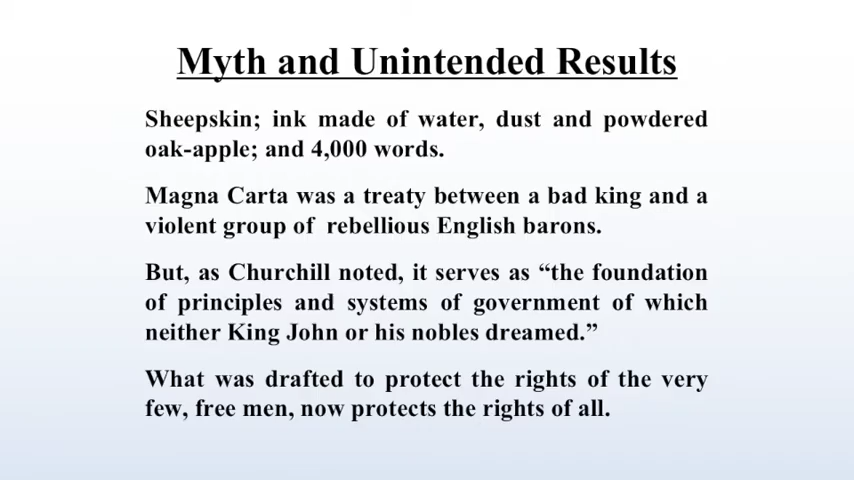 Myth and Unintended Results
Sheepskin; ink made of water, dust and powdered
oak-apple; and 4,000 words.
Magna Carta was a treaty between a bad king and a
violent group of rebellious English barons.
But, as Churchill noted, it serves as “the foundation
of principles and systems of government of which
neither King John or his nobles dreamed.”
What was drafted to protect the rights of the very
few, free men, now protects the rights of all.